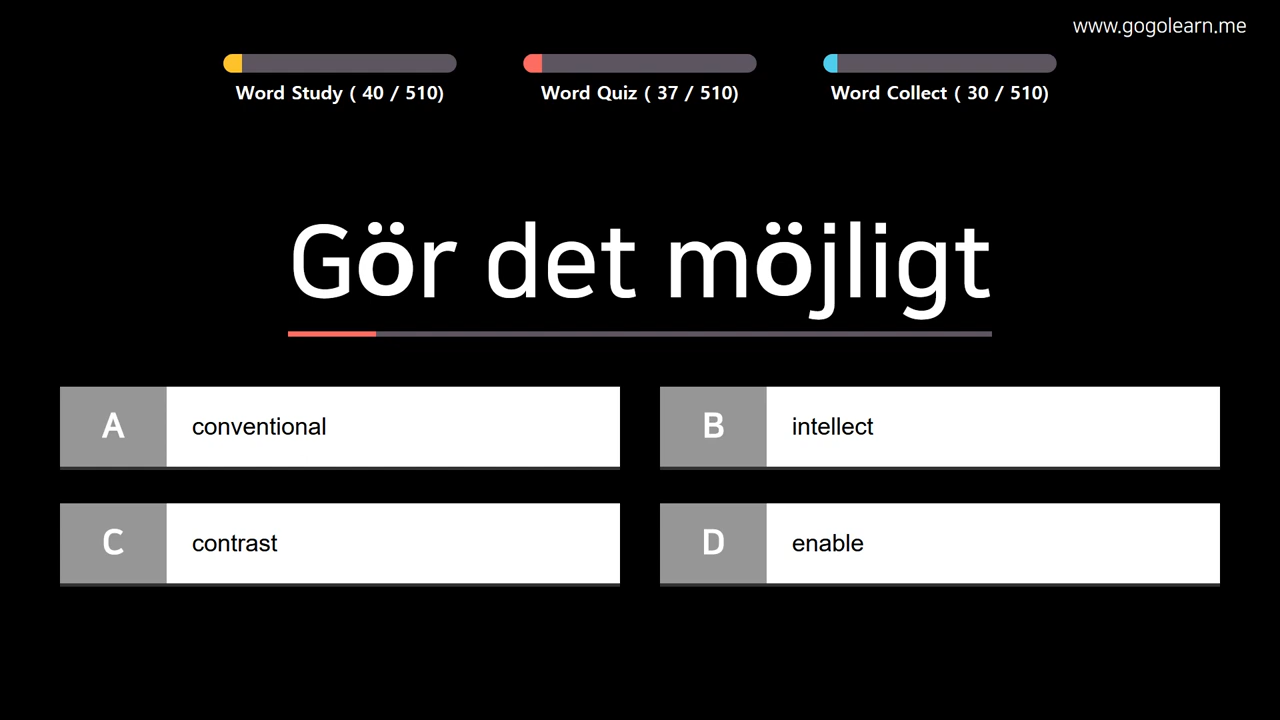 www.gogolearn.me
Word Study ( 40 / 510)
Word Quiz ( 37 / 510)
Word Collect ( 30 / 510)
Gör det möjligt
A conventional
B intellect
C contrast
D enable